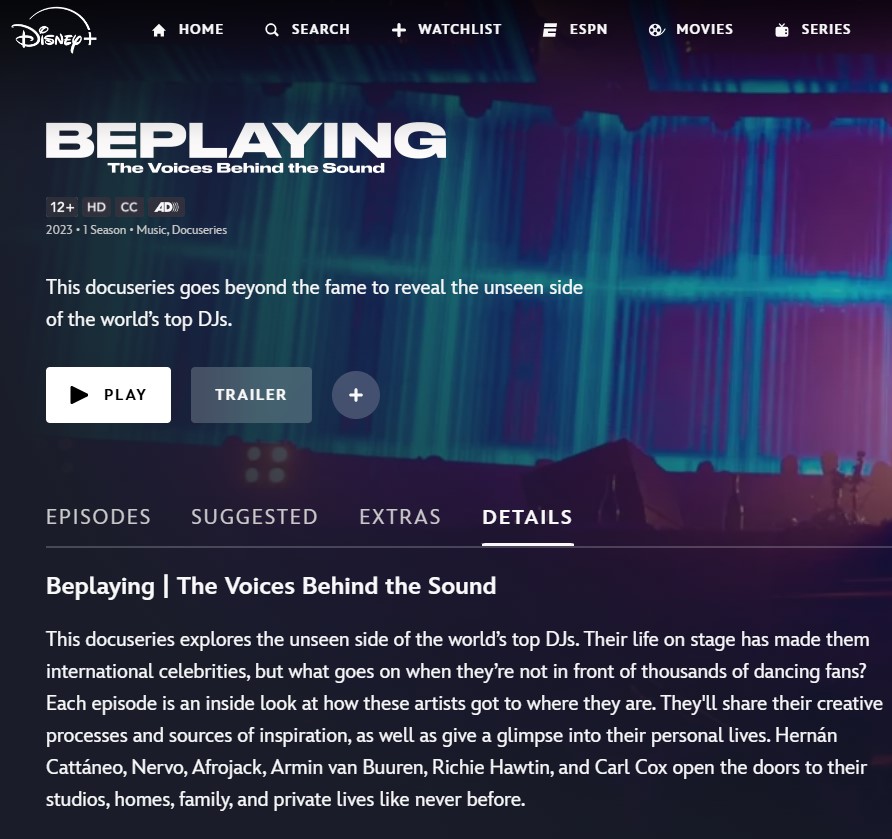 Disney+
HOME
SEARCH
WATCHLIST
ESPN
MOVIES
SERIES
BEPLAYING
The Voices Behind the Sound
12+ HD CC AD
2023 • 1 Season • Music, Docuseries
This docuseries goes beyond the fame to reveal the unseen side
of the world’s top DJs.
PLAY
TRAILER
EPISODES
SUGGESTED
EXTRAS
DETAILS
Beplaying | The Voices Behind the Sound
This docuseries explores the unseen side of the world’s top DJs. Their life on stage has made them
international celebrities, but what goes on when they’re not in front of thousands of dancing fans?
Each episode is an inside look at how these artists got to where they are. They'll share their creative
processes and sources of inspiration, as well as give a glimpse into their personal lives. Hernán
Cattáneo, Nervo, Afrojack, Armin van Buuren, Richie Hawtin, and Carl Cox open the doors to their
studios, homes, family, and private lives like never before.